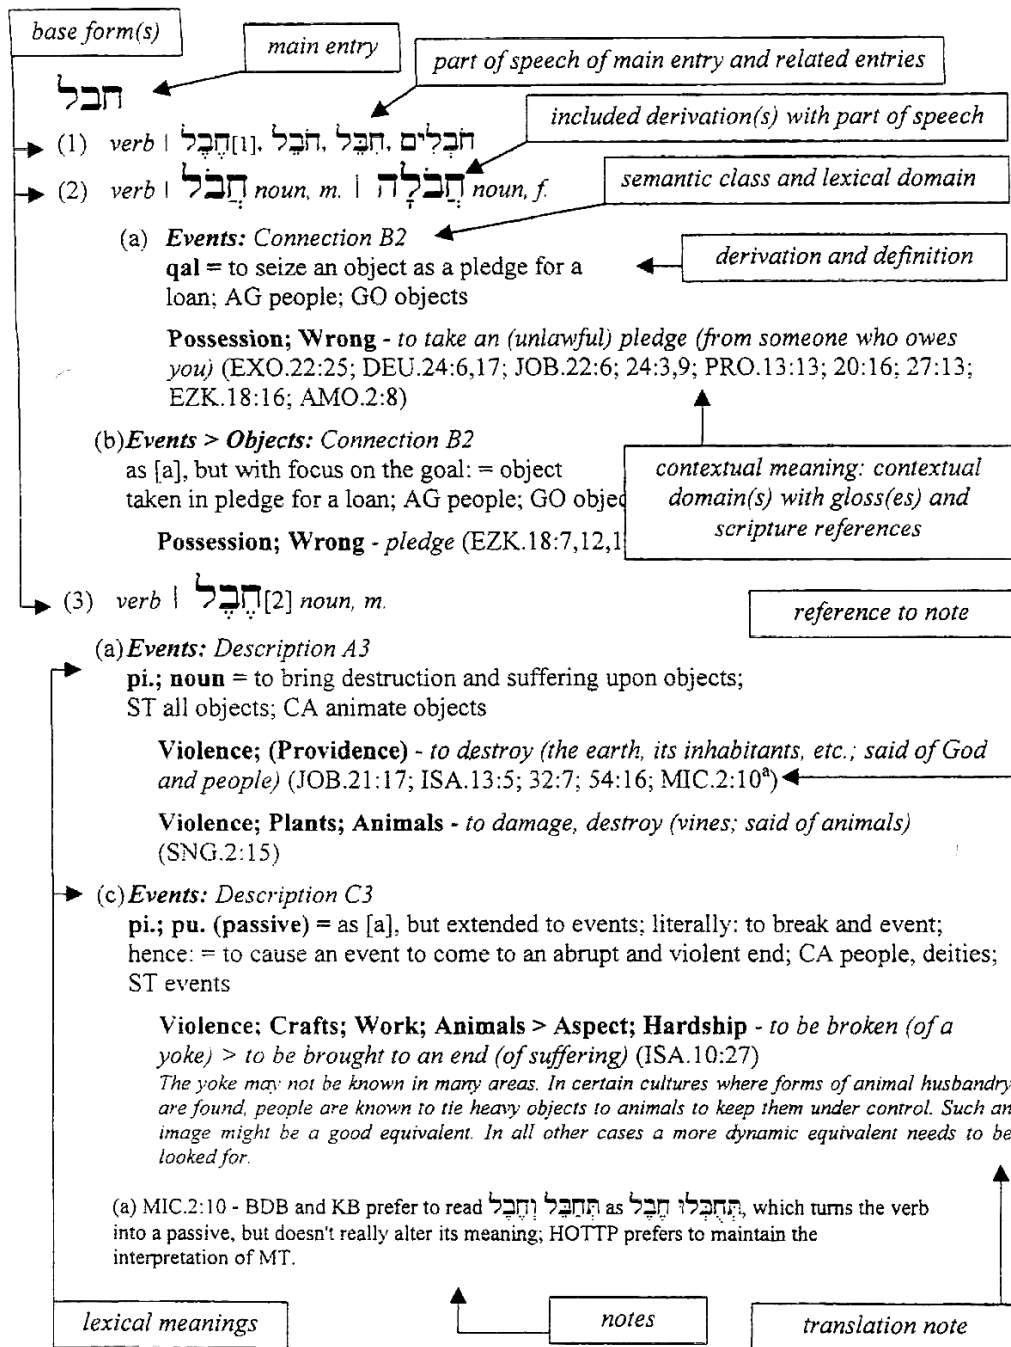 base form(s)
main entry
part of speech of main entry and related entries
חבל
included derivation(s) with part of speech
(1) verb | חֶבֶל[1], חֹבֵל, חִבֵּל, חֹבְלִים
(2) verb | חֲבֹל noun, m. | חֲבֹלָה noun, f.
semantic class and lexical domain
(a) Events: Connection B2
derivation and definition
qal = to seize an object as a pledge for a
loan; AG people; GO objects
Possession; Wrong - to take an (unlawful) pledge (from someone who owes
you) (EXO.22:25; DEU.24:6,17; JOB.22:6; 24:3,9; PRO.13:13; 20:16; 27:13;
EZK.18:16; AMO.2:8)
(b) Events > Objects: Connection B2
as [a], but with focus on the goal: = object
taken in pledge for a loan; AG people; GO objec
Possession; Wrong - pledge (EZK.18:7,12,1
contextual meaning: contextual
domain(s) with gloss(es) and
scripture references
(3) verb | חֶבֶל[2] noun, m.
reference to note
(a) Events: Description A3
pi.; noun = to bring destruction and suffering upon objects;
ST all objects; CA animate objects
Violence; (Providence) - to destroy (the earth, its inhabitants, etc.; said of God
and people) (JOB.21:17; ISA.13:5; 32:7; 54:16; MIC.2:10ª)
Violence; Plants; Animals - to damage, destroy (vines; said of animals)
(SNG.2:15)
(c) Events: Description C3
pi.; pu. (passive) = as [a], but extended to events; literally: to break and event;
hence: = to cause an event to come to an abrupt and violent end; CA people, deities;
ST events
Violence; Crafts; Work; Animals > Aspect; Hardship - to be broken (of a
yoke) > to be brought to an end (of suffering) (ISA.10:27)
The yoke may not be known in many areas. In certain cultures where forms of animal husbandry
are found, people are known to tie heavy objects to animals to keep them under control. Such an
image might be a good equivalent. In all other cases a more dynamic equivalent needs to be
looked for.
(a) MIC.2:10 - BDB and KB prefer to read תְּחַבֵּל וְחֶבֶל as תְּחֻבְּלוּ חֶבֶל, which turns the verb
into a passive, but doesn't really alter its meaning; HOTTP prefers to maintain the
interpretation of MT.
lexical meanings
notes
translation note